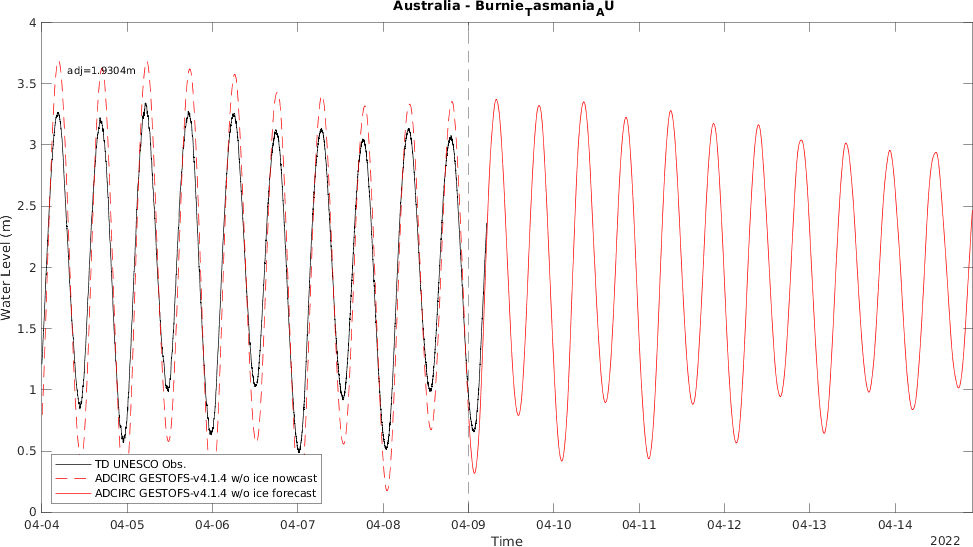 Australia - Burnie_Tasmania_AU
4
adj=1.9304m
3.5
3
2.5
2
1.5
1
0.5
0
Water Level (m)
TD UNESCO Obs.
ADCIRC GESTOFS-v4.1.4 w/o ice nowcast
ADCIRC GESTOFS-v4.1.4 w/o ice forecast
04-04 04-05 04-06 04-07 04-08 04-09 04-10 04-11 04-12 04-13 04-14
Time
2022